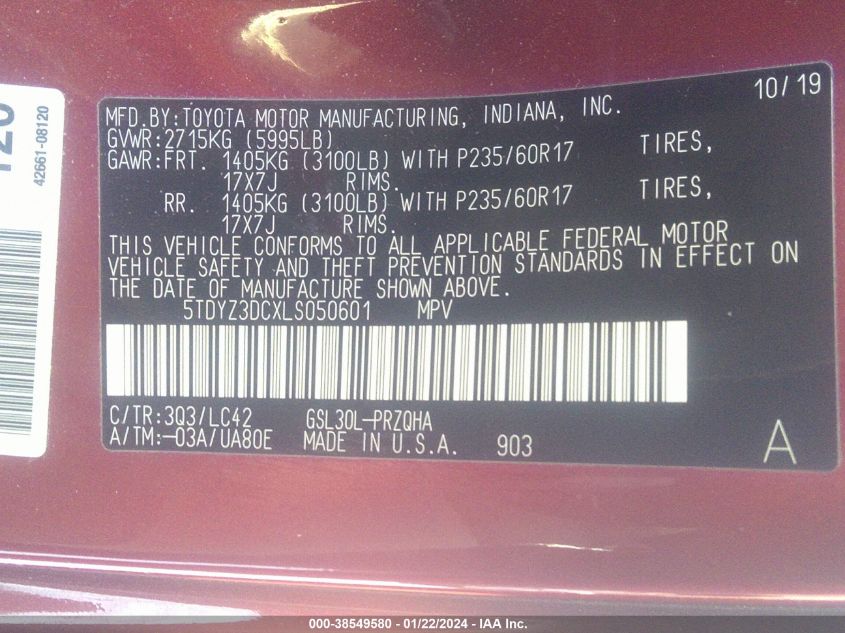 10/19
MFD.BY:TOYOTA MOTOR MANUFACTURING, INDIANA, INC.
GVWR:2715KG (5995LB)
GAWR:FRT. 1405KG (3100LB) WITH P235/60R17 TIRES,
17X7J RIMS.
RR. 1405KG (3100LB) WITH P235/60R17 TIRES,
17X7J RIMS.
THIS VEHICLE CONFORMS TO ALL APPLICABLE FEDERAL MOTOR
VEHICLE SAFETY AND THEFT PREVENTION STANDARDS IN EFFECT ON
THE DATE OF MANUFACTURE SHOWN ABOVE.
5TDYZ3DCXLS050601 MPV
C/TR:3Q3/LC42 GSL30L-PRZQHA
A/TM:-03A/UA80E MADE IN U.S.A. 903
A
42661-08120
000-38549580 - 01/22/2024 - IAA Inc.